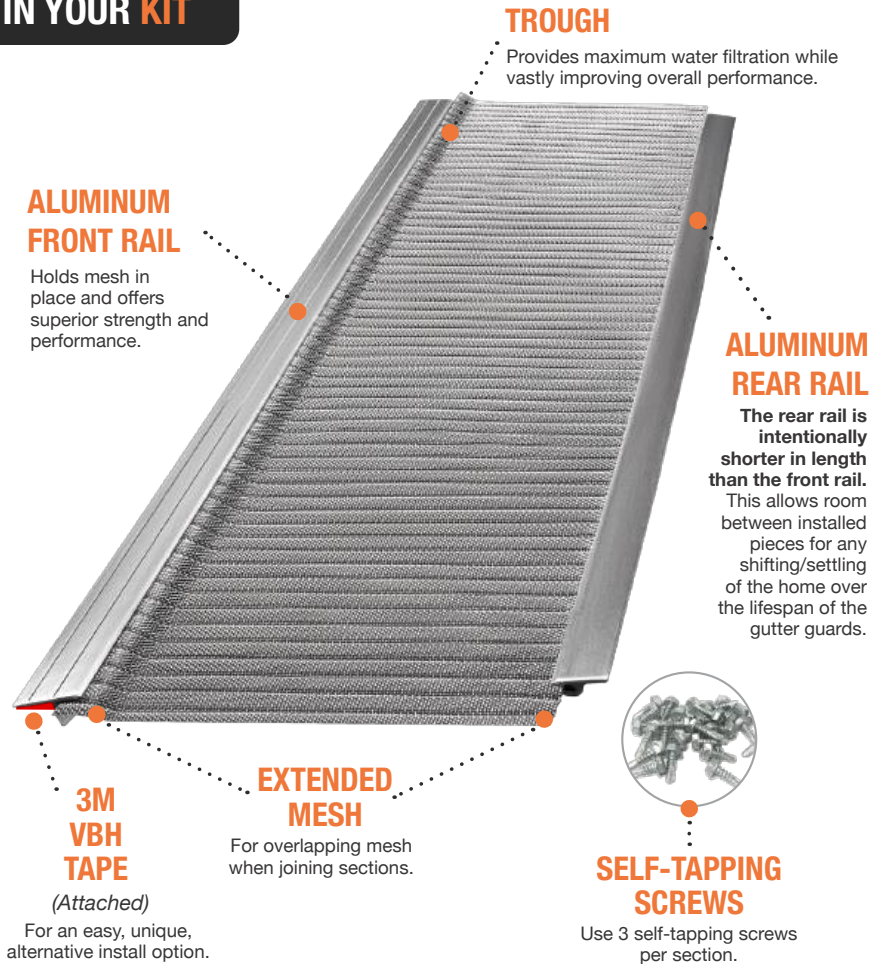 IN YOUR KIT
TROUGH
Provides maximum water filtration while
vastly improving overall performance.
ALUMINUM
FRONT RAIL
Holds mesh in
place and offers
superior strength and
performance.
ALUMINUM
REAR RAIL
The rear rail is
intentionally
shorter in length
than the front rail.
This allows room
between installed
pieces for any
shifting/settling
of the home over
the lifespan of the
gutter guards.
3M
VBH
TAPE
(Attached)
For an easy, unique,
alternative install option.
EXTENDED
MESH
For overlapping mesh
when joining sections.
SELF-TAPPING
SCREWS
Use 3 self-tapping screws
per section.